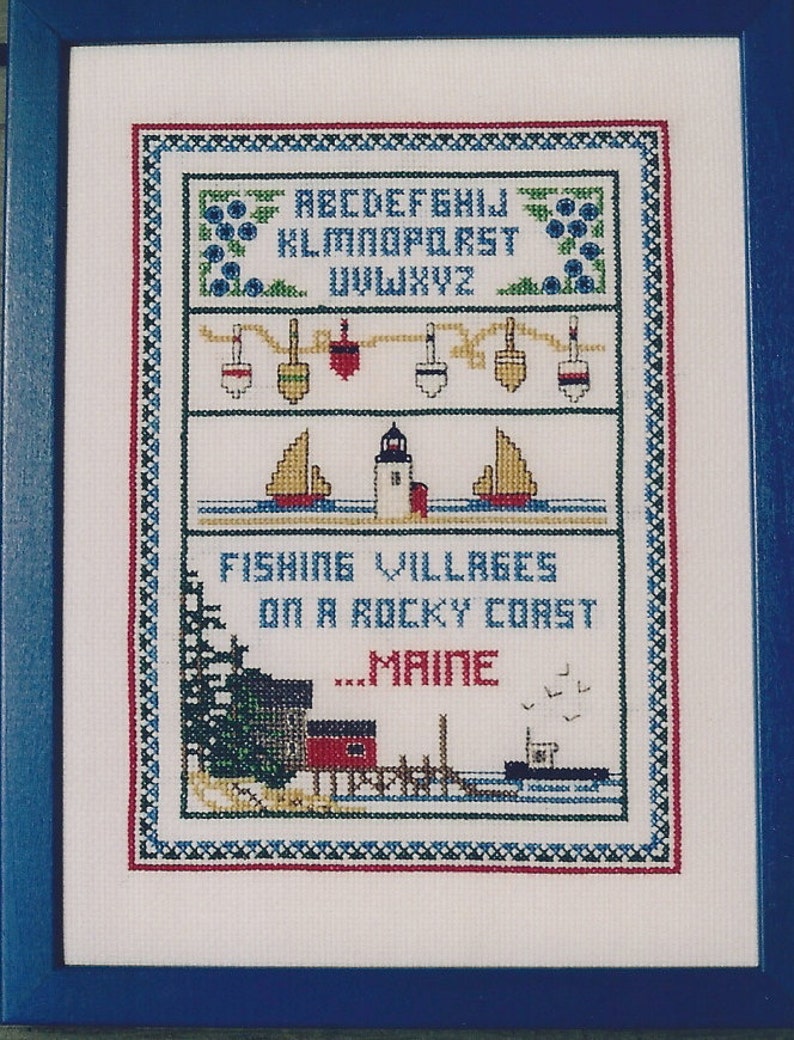 ABCDEFGHIJ
KLMNOPQRST
UVWXYZ
FISHING VILLAGES
ON A ROCKY COAST
...MAINE